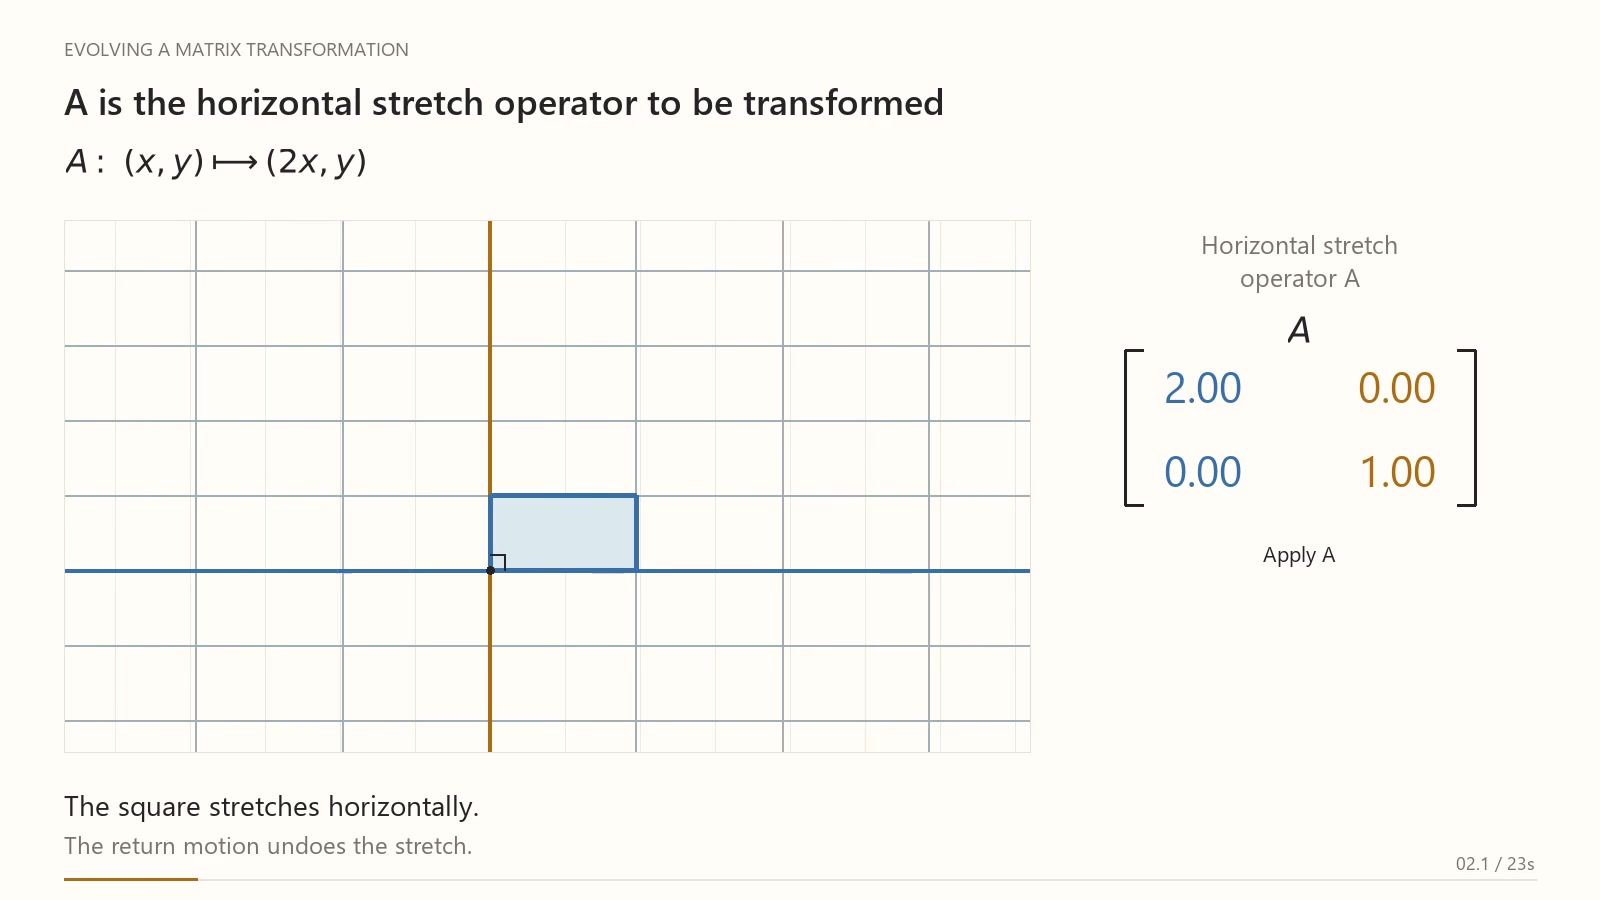 EVOLVING A MATRIX TRANSFORMATION
A is the horizontal stretch operator to be transformed
A : (x, y) ⟼ (2x, y)
Horizontal stretch
operator A
A
2.00 0.00
0.00 1.00
Apply A
The square stretches horizontally.
The return motion undoes the stretch.
02.1 / 23s